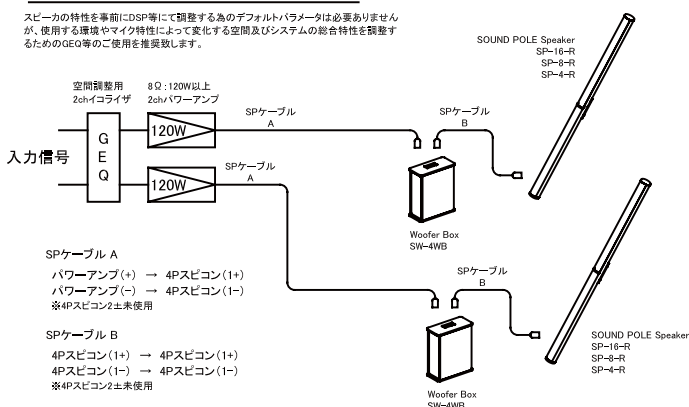 スピーカの特性を事前にDSP等にて調整する為のデフォルトパラメータは必要ありません
が、使用する環境やマイク特性によって変化する空間及びシステムの総合特性を調整す
るためのGEQ等のご使用を推奨致します。
SOUND POLE Speaker
SP-16-R
SP-8-R
SP-4-R
空間調整用
2chイコライザ
8Ω:120W以上
2chパワーアンプ
SPケーブル
A
SPケーブル
B
入力信号
G
E
Q
120W
120W
SPケーブル
A
Woofer Box
SW-4WB
SPケーブル A
パワーアンプ(+) → 4Pスピコン(1+)
パワーアンプ(-) → 4Pスピコン(1-)
※4Pスピコン2±未使用
SPケーブル
B
SPケーブル B
4Pスピコン(1+) → 4Pスピコン(1+)
4Pスピコン(1-) → 4Pスピコン(1-)
※4Pスピコン2±未使用
SOUND POLE Speaker
SP-16-R
SP-8-R
SP-4-R
Woofer Box
SW-4WB